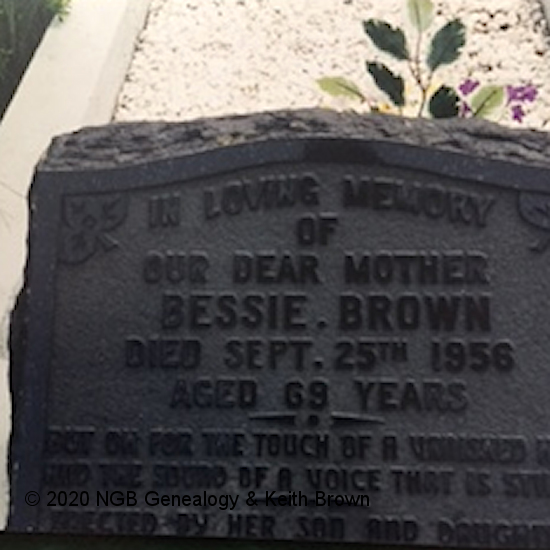 IN LOVING MEMORY
OF
OUR DEAR MOTHER
BESSIE. BROWN
DIED SEPT. 25TH 1956
AGED 69 YEARS
BUT OH FOR THE TOUCH OF A VANISHED
AND THE SOUND OF A VOICE THAT IS
© 2020 NGB Genealogy & Keith Brown
ERECTED BY HER SON AND